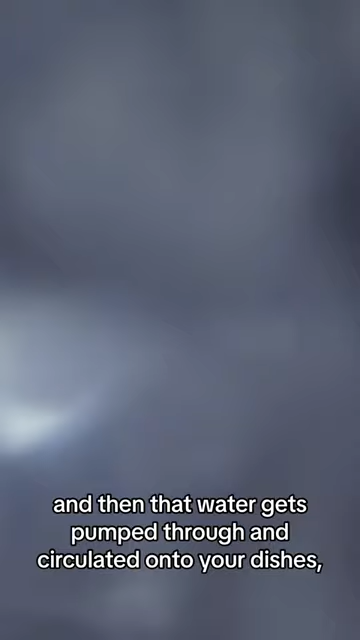 and then that water gets
pumped through and
circulated onto your dishes,